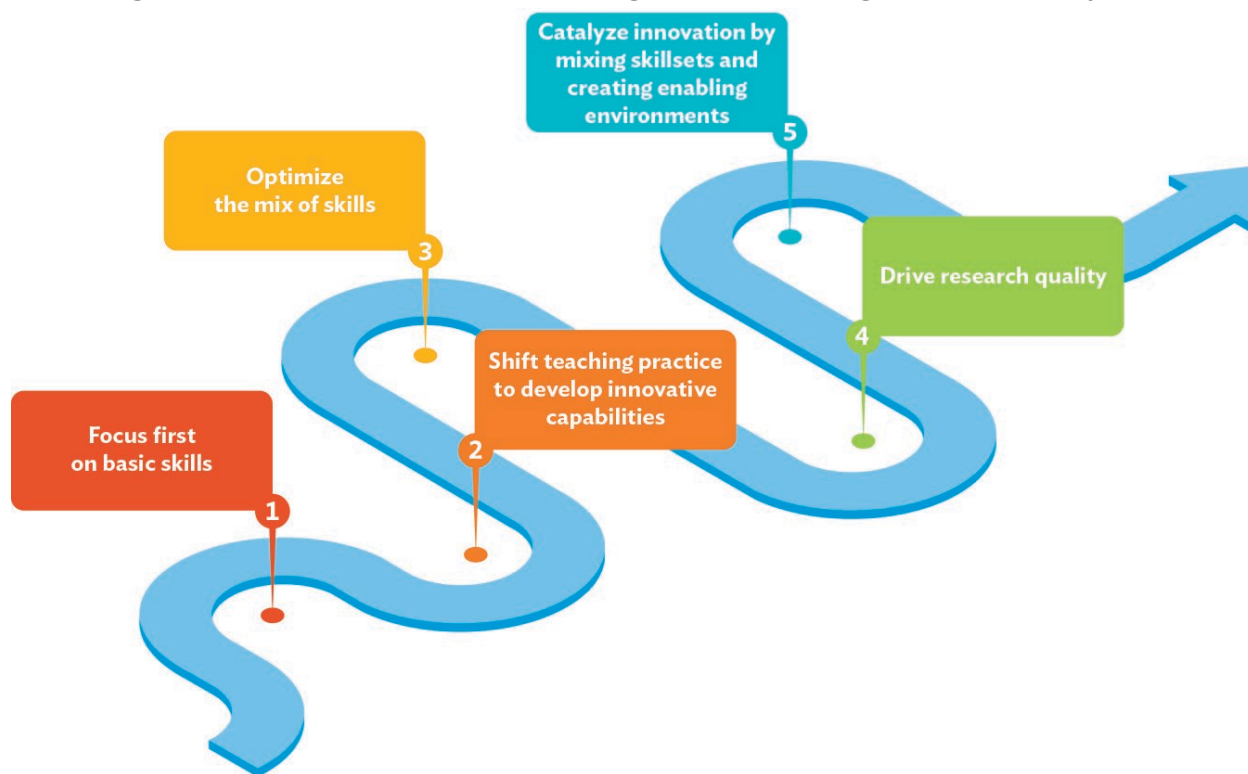 Focus first
on basic skills
1
Shift teaching practice
to develop innovative
capabilities
2
Optimize
the mix of skills
3
Drive research quality
4
Catalyze innovation by
mixing skillsets and
creating enabling
environments
5